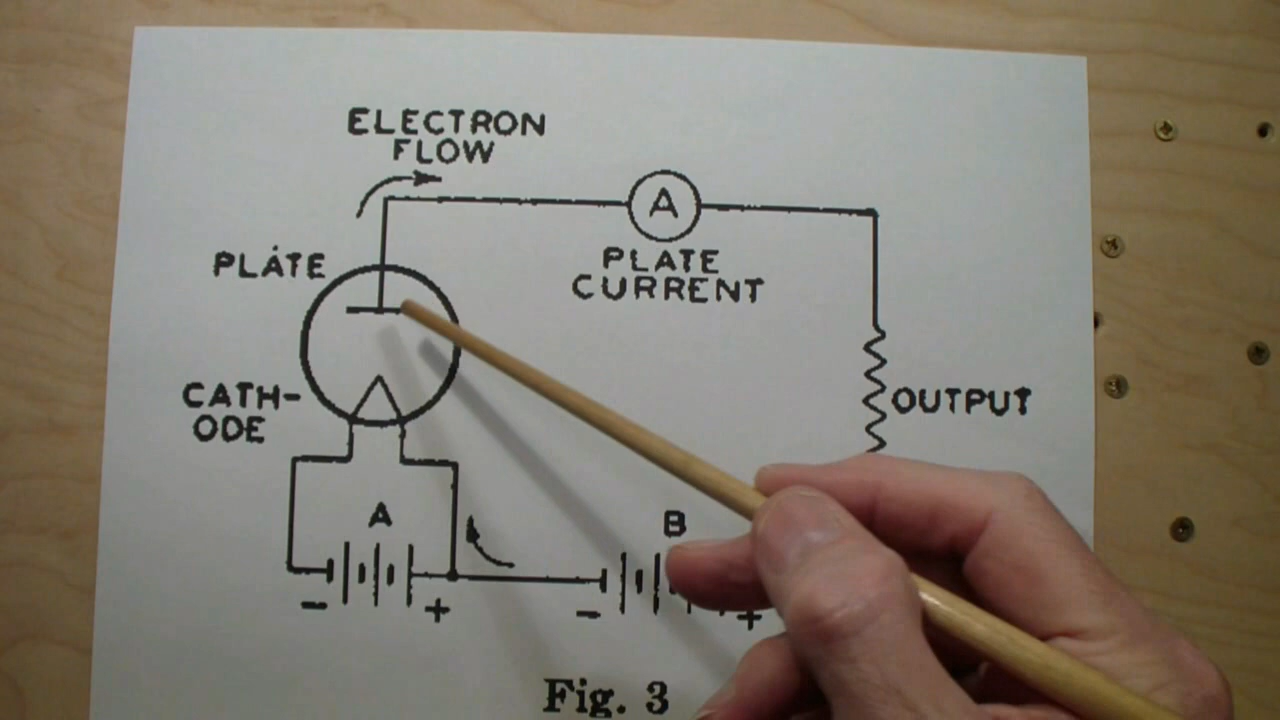 ELECTRON
FLOW
A
PLATE
PLATE
CURRENT
CATH-
ODE
OUTPUT
A
B
- +
- +
Fig. 3